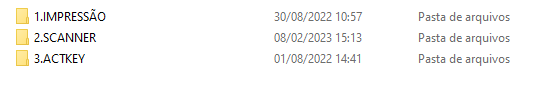 1.IMPRESSÃO 30/08/2022 10:57 Pasta de arquivos
2.SCANNER 08/02/2023 15:13 Pasta de arquivos
3.ACTKEY 01/08/2022 14:41 Pasta de arquivos